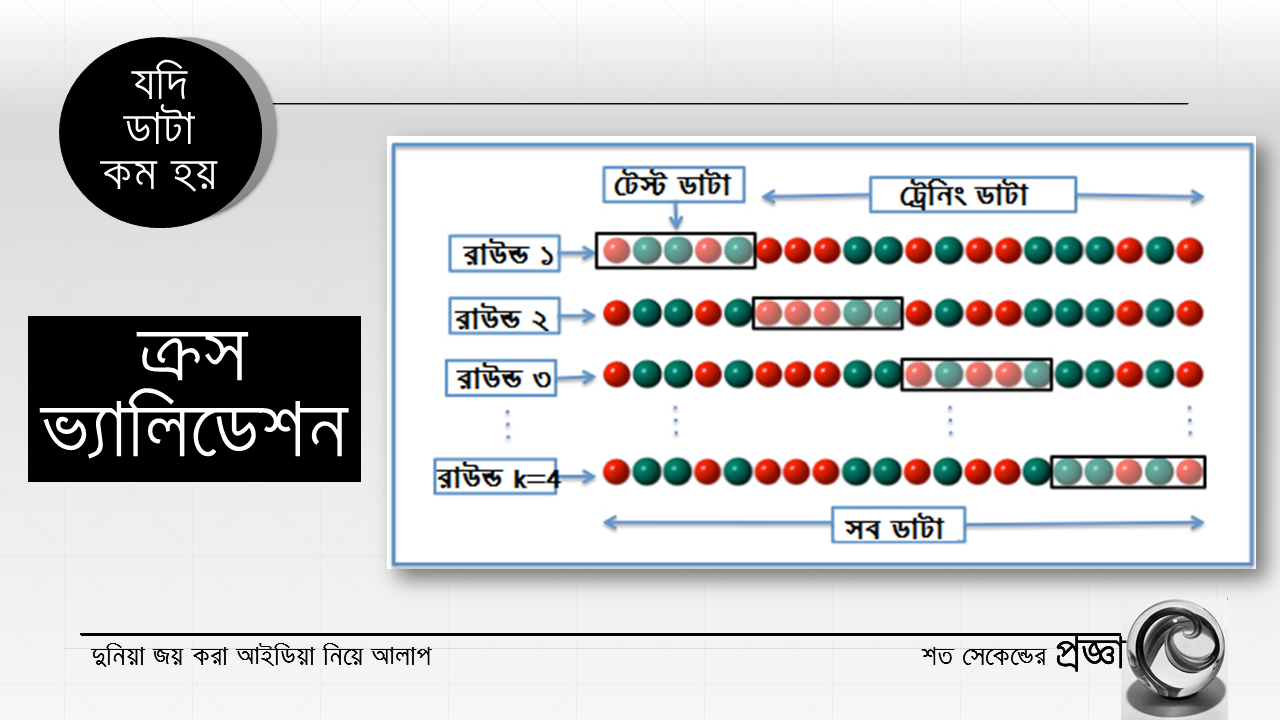 যদি
ডাটা
কম হয়
ক্রস
ভ্যালিডেশন
টেস্ট ডাটা
ট্রেনিং ডাটা
রাউন্ড ১
রাউন্ড ২
রাউন্ড ৩
রাউন্ড k=4
সব ডাটা
দুনিয়া জয় করা আইডিয়া নিয়ে আলাপ
শত সেকেন্ডের প্রজ্ঞা